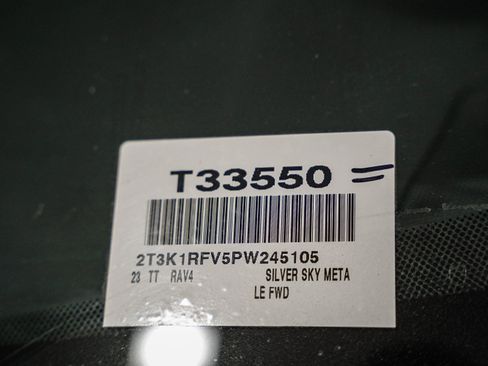 T33550
2T3K1RFV5PW245105
23 TT RAV4 SILVER SKY META
LE FWD